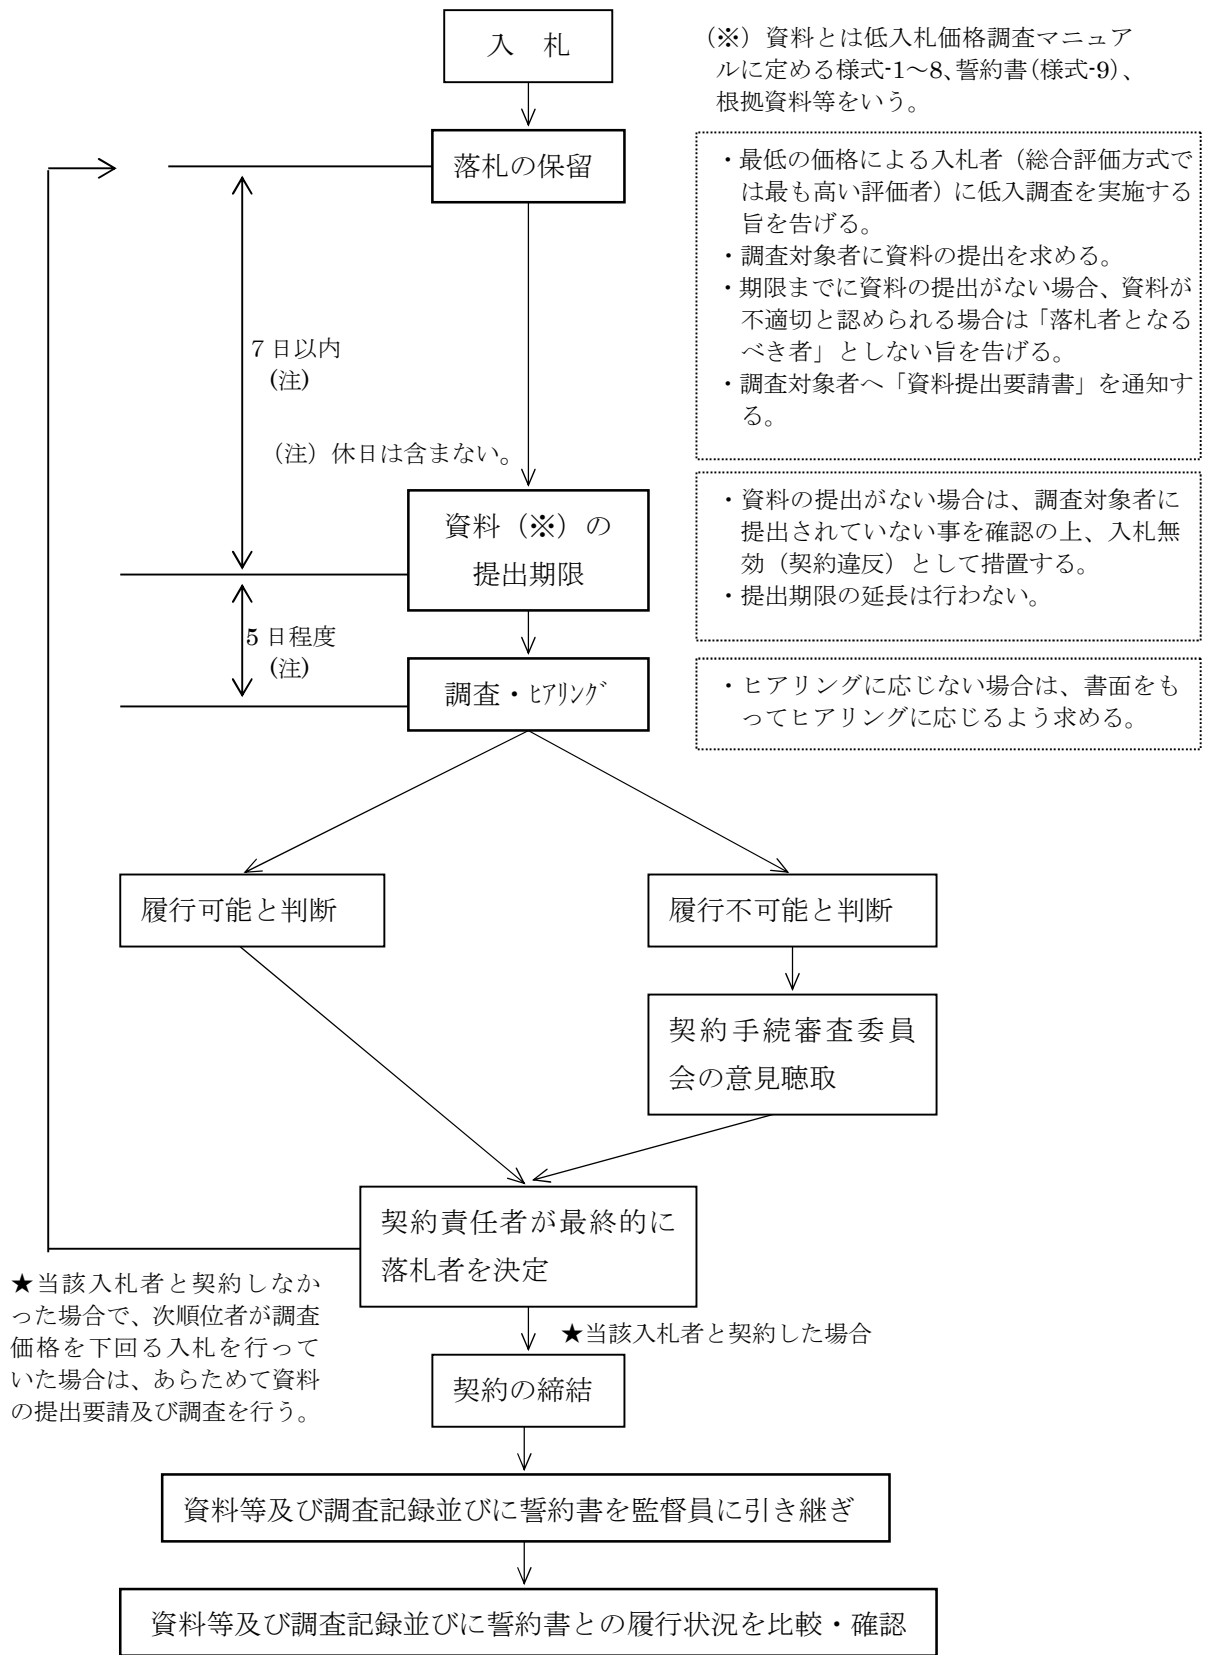 入　札
（※）資料とは低入札価格調査マニュア
ルに定める様式-1～8、誓約書（様式-9）、
根拠資料等をいう。
落札の保留
・最低の価格による入札者（総合評価方式で
は最も高い評価者）に低入調査を実施する
旨を告げる。
・調査対象者に資料の提出を求める。
・期限までに資料の提出がない場合、資料が
不適切と認められる場合は「落札者となる
べき者」としない旨を告げる。
・調査対象者へ「資料提出要請書」を通知す
る。
7 日以内
(注)
（注）休日は含まない。
資料（※）の
提出期限
・資料の提出がない場合は、調査対象者に
提出されていない事を確認の上、入札無
効（契約違反）として措置する。
・提出期限の延長は行わない。
5 日程度
(注)
調査・ﾋｱﾘﾝｸﾞ
・ヒアリングに応じない場合は、書面をも
ってヒアリングに応じるよう求める。
履行可能と判断
履行不可能と判断
契約手続審査委員
会の意見聴取
契約責任者が最終的に
落札者を決定
★当該入札者と契約しなか
った場合で、次順位者が調査
価格を下回る入札を行って
いた場合は、あらためて資料
の提出要請及び調査を行う。
★当該入札者と契約した場合
契約の締結
資料等及び調査記録並びに誓約書を監督員に引き継ぎ
資料等及び調査記録並びに誓約書との履行状況を比較・確認